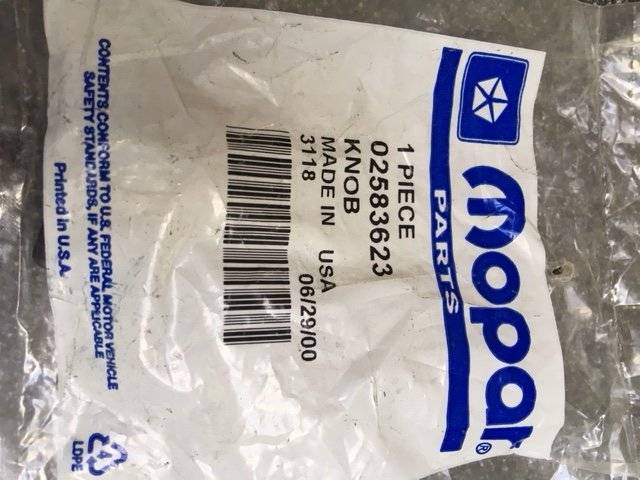 Mopar®
PARTS
1 PIECE
02583623
KNOB
MADE IN USA
3118 06/29/00
CONTENTS CONFORM TO U.S. FEDERAL MOTOR VEHICLE
SAFETY STANDARDS, IF ANY ARE APPLICABLE
Printed in U.S.A.
4
LDPE